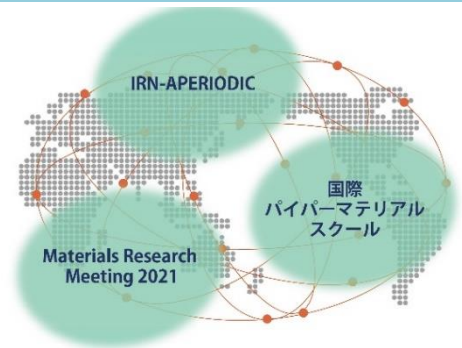 IRN-APERIODIC
国際
パイパーマテリアル
スクール
Materials Research
Meeting 2021